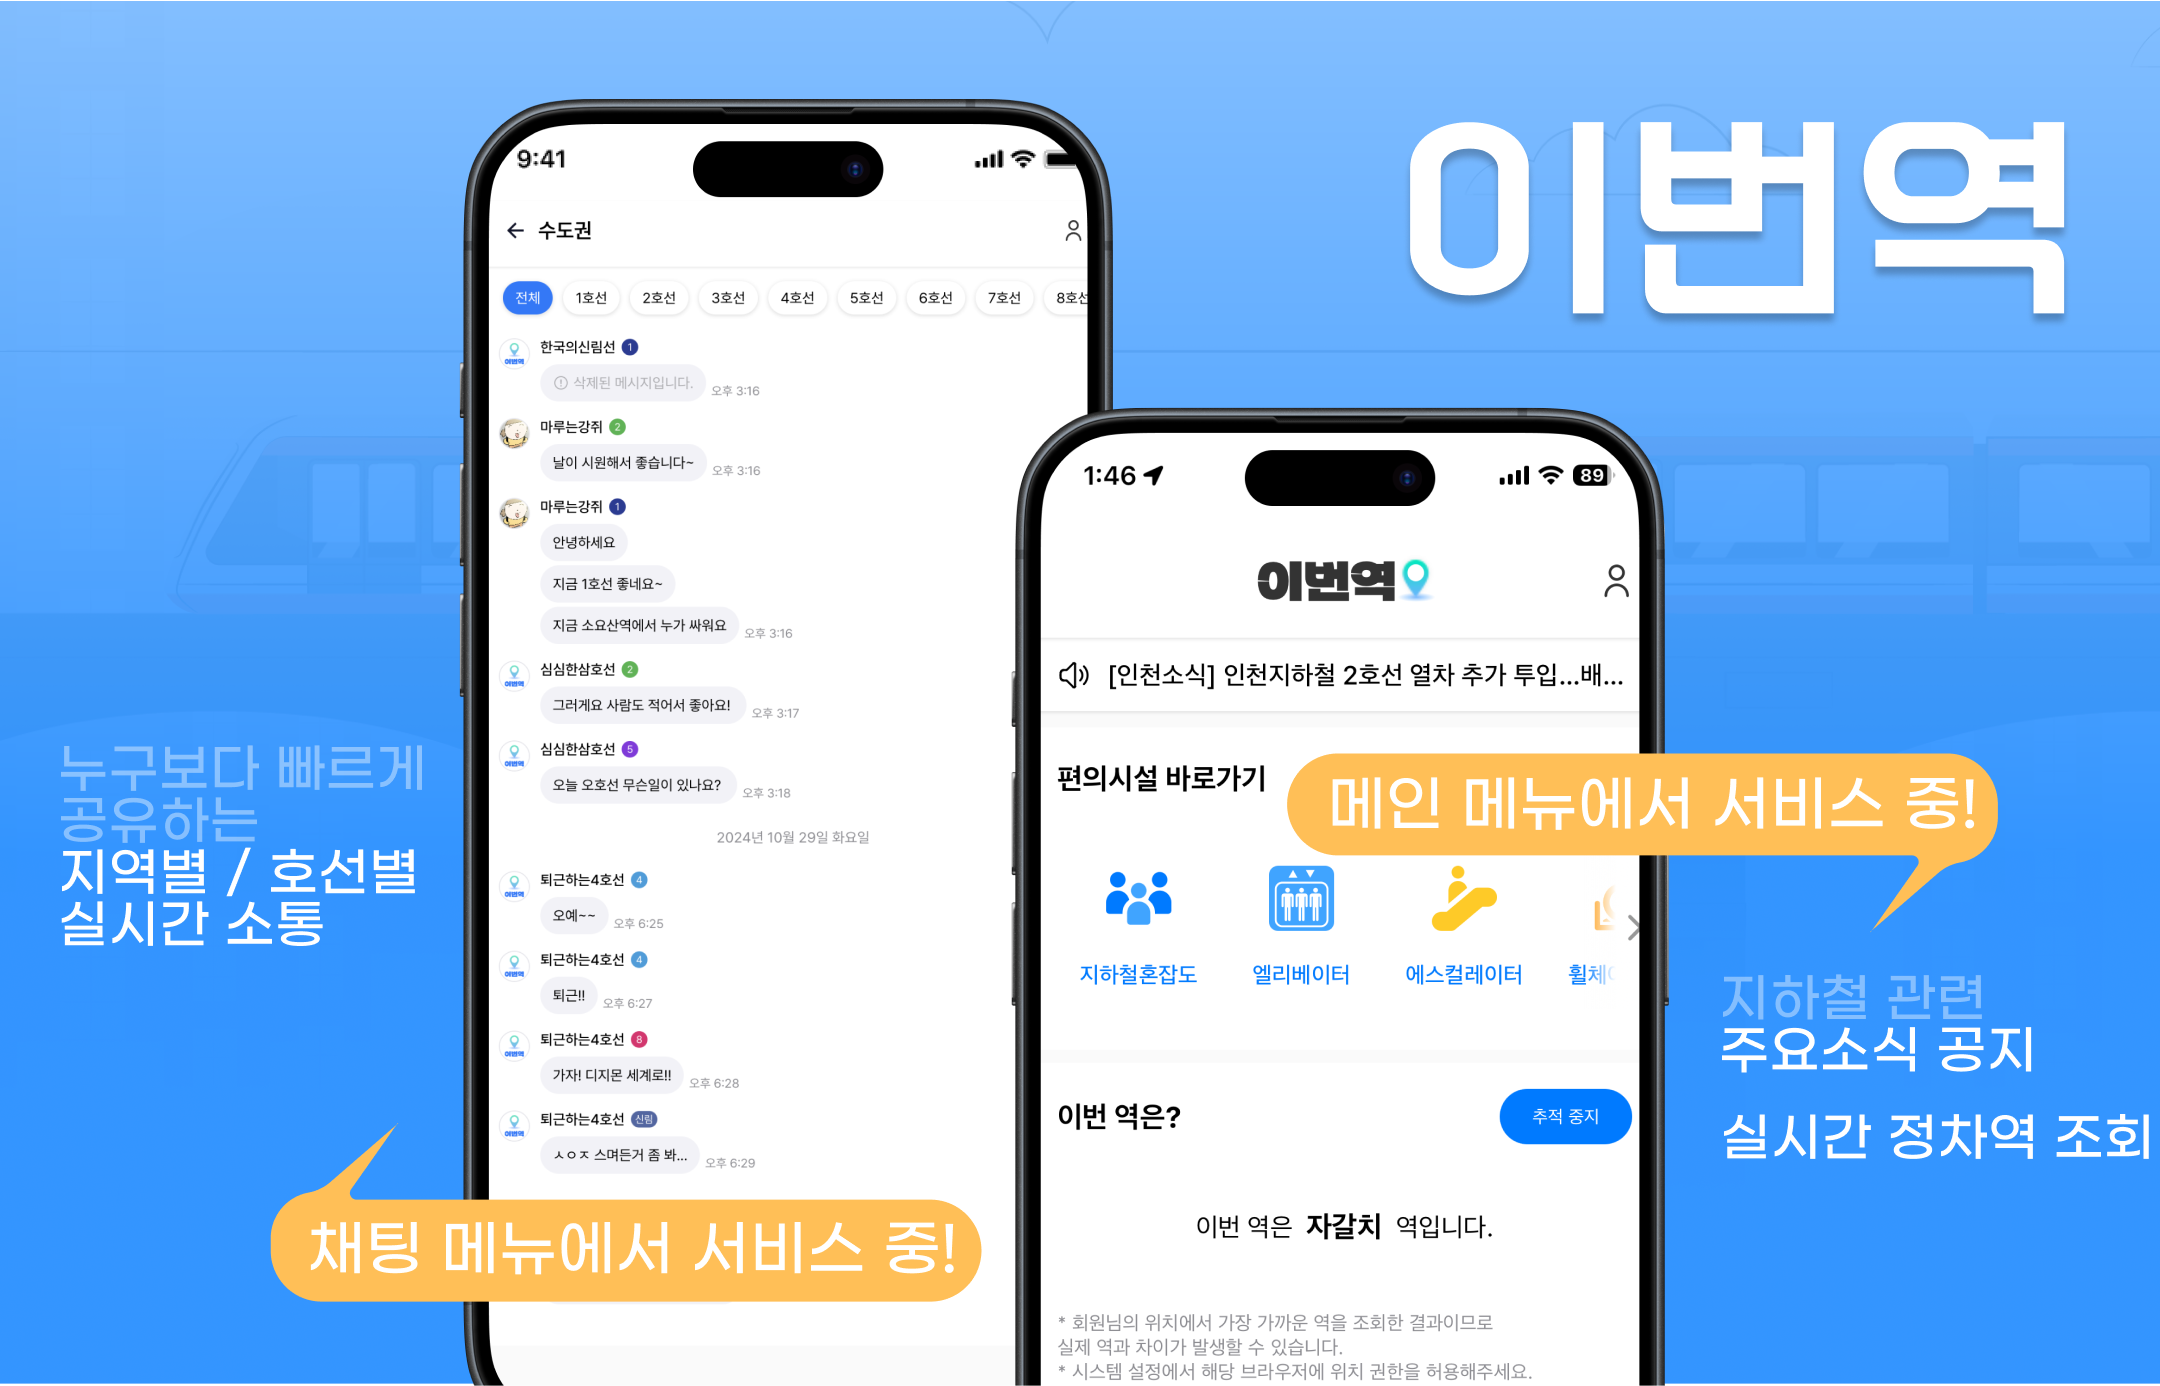 이번역
9:41
수도권
전체 1호선 2호선 3호선 4호선 5호선 6호선 7호선 8호선
한국의신림선 1
삭제된 메시지입니다. 오후 3:16
마루는강쥐 2
날이 시원해서 좋습니다~ 오후 3:16
마루는강쥐 1
안녕하세요
지금 1호선 좋네요~
지금 소요산역에서 누가 싸워요 오후 3:16
심심한삼호선 2
그러게요 사람도 적어서 좋아요! 오후 3:17
심심한삼호선 5
오늘 오호선 무슨일이 있나요? 오후 3:18
2024년 10월 29일 화요일
퇴근하는4호선 4
오예~~ 오후 6:25
퇴근하는4호선 4
퇴근!! 오후 6:27
퇴근하는4호선 8
가자! 디지몬 세계로!! 오후 6:28
퇴근하는4호선 신림
ㅅㅇㅈ 스며든거 좀 봐... 오후 6:29
누구보다 빠르게
공유하는
지역별 / 호선별
실시간 소통
채팅 메뉴에서 서비스 중!
1:46 89
이번역
[인천소식] 인천지하철 2호선 열차 추가 투입...배...
편의시설 바로가기
메인 메뉴에서 서비스 중!
지하철혼잡도 엘리베이터 에스컬레이터 휠체
이번 역은?
추적 중지
이번 역은 자갈치 역입니다.
* 회원님의 위치에서 가장 가까운 역을 조회한 결과이므로
실제 역과 차이가 발생할 수 있습니다.
* 시스템 설정에서 해당 브라우저에 위치 권한을 허용해주세요.
지하철 관련
주요소식 공지
실시간 정차역 조회